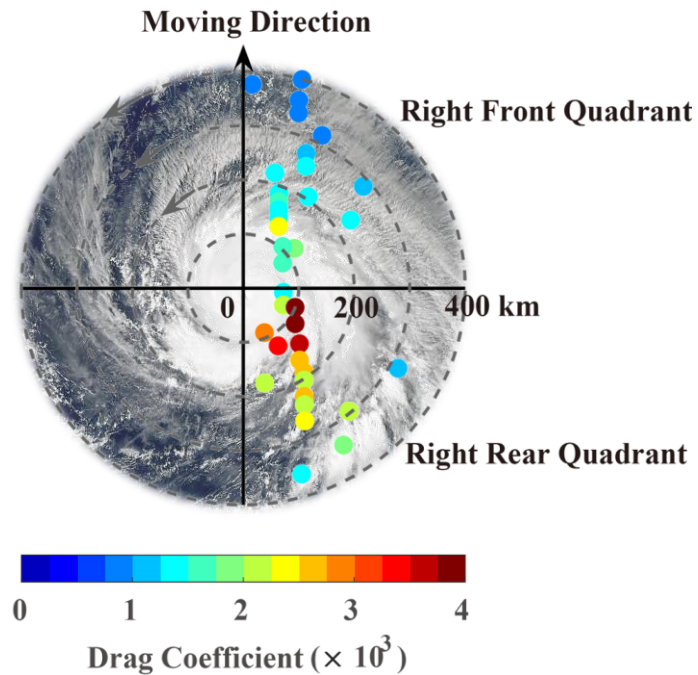 Moving Direction
Right Front Quadrant
0 200 400 km
Right Rear Quadrant
0 1 2 3 4
Drag Coefficient (× 10³)